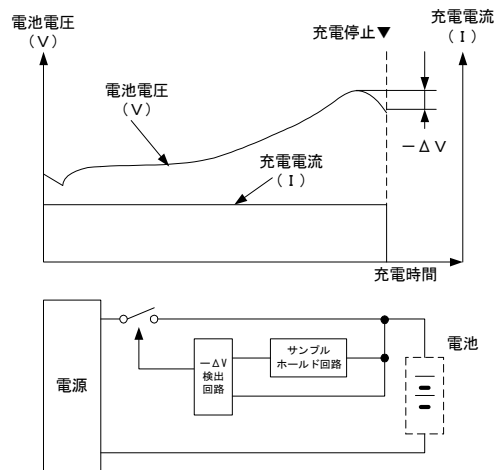 電池電圧
（Ｖ）
充電停止▼
充電電流
（Ｉ）
電池電圧
（Ｖ）
－ΔＶ
充電電流
（Ｉ）
充電時間
電源
－ΔＶ
検出
回路
サンプル
ホールド回路
電池